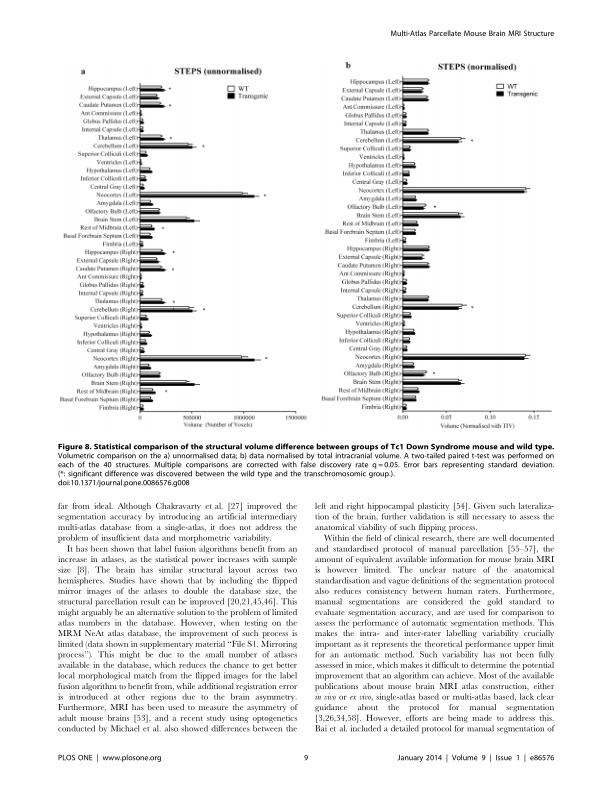 Multi-Atlas Parcellate Mouse Brain MRI Structure
a
STEPS (unnormalised)
WT
Transgenic
Hippocampus (Left)
External Capsule (Left)
Caudate Putamen (Left)
Ant Commissure (Left)
Globus Pallidus (Left)
Internal Capsule (Left)
Thalamus (Left)
Cerebellum (Left)
Superior Colliculi (Left)
Ventricles (Left)
Hypothalamus (Left)
Inferior Colliculi (Left)
Central Gray (Left)
Neocortex (Left)
Amygdala (Left)
Olfactory Bulb (Left)
Brain Stem (Left)
Rest of Midbrain (Left)
Basal Forebrain Septum (Left)
Fimbria (Left)
Hippocampus (Right)
External Capsule (Right)
Caudate Putamen (Right)
Ant Commissure (Right)
Globus Pallidus (Right)
Internal Capsule (Right)
Thalamus (Right)
Cerebellum (Right)
Superior Colliculi (Right)
Ventricles (Right)
Hypothalamus (Right)
Inferior Colliculi (Right)
Central Gray (Right)
Neocortex (Right)
Amygdala (Right)
Olfactory Bulb (Right)
Brain Stem (Right)
Rest of Midbrain (Right)
Basal Forebrain Septum (Right)
Fimbria (Right)
0 500000 1000000 1500000
Volume (Number of Voxels)
b
STEPS (normalised)
WT
Transgenic
Hippocampus (Left)
External Capsule (Left)
Caudate Putamen (Left)
Ant Commissure (Left)
Globus Pallidus (Left)
Internal Capsule (Left)
Thalamus (Left)
Cerebellum (Left)
Superior Colliculi (Left)
Ventricles (Left)
Hypothalamus (Left)
Inferior Colliculi (Left)
Central Gray (Left)
Neocortex (Left)
Amygdala (Left)
Olfactory Bulb (Left)
Brain Stem (Left)
Rest of Midbrain (Left)
Basal Forebrain Septum (Left)
Fimbria (Left)
Hippocampus (Right)
External Capsule (Right)
Caudate Putamen (Right)
Ant Commissure (Right)
Globus Pallidus (Right)
Internal Capsule (Right)
Thalamus (Right)
Cerebellum (Right)
Superior Colliculi (Right)
Ventricles (Right)
Hypothalamus (Right)
Inferior Colliculi (Right)
Central Gray (Right)
Neocortex (Right)
Amygdala (Right)
Olfactory Bulb (Right)
Brain Stem (Right)
Rest of Midbrain (Right)
Basal Forebrain Septum (Right)
Fimbria (Right)
0.00 0.05 0.10 0.15
Volume (Normalised with TIV)
Figure 8. Statistical comparison of the structural volume difference between groups of Tc1 Down Syndrome mouse and wild type.
Volumetric comparison on the a) unnormalised data; b) data normalised by total intracranial volume. A two-tailed paired t-test was performed on
each of the 40 structures. Multiple comparisons are corrected with false discovery rate q=0.05. Error bars representing standard deviation.
(*: significant difference was discovered between the wild type and the transchromosomic group.).
doi:10.1371/journal.pone.0086576.g008
far from ideal. Although Chakravarty et al. [27] improved the
segmentation accuracy by introducing an artificial intermediary
multi-atlas database from a single-atlas, it does not address the
problem of insufficient data and morphometric variability.
It has been shown that label fusion algorithms benefit from an
increase in atlases, as the statistical power increases with sample
size [8]. The brain has similar structural layout across two
hemispheres. Studies have shown that by including the flipped
mirror images of the atlases to double the database size, the
structural parcellation result can be improved [20,21,45,46]. This
might arguably be an alternative solution to the problem of limited
atlas numbers in the database. However, when testing on the
MRM NeAt atlas database, the improvement of such process is
limited (data shown in supplementary material "File S1. Mirroring
process"). This might be due to the small number of atlases
available in the database, which reduces the chance to get better
local morphological match from the flipped images for the label
fusion algorithm to benefit from, while additional registration error
is introduced at other regions due to the brain asymmetry.
Furthermore, MRI has been used to measure the asymmetry of
adult mouse brains [53], and a recent study using optogenetics
conducted by Michael et al. also showed differences between the
left and right hippocampal plasticity [54]. Given such lateraliza-
tion of the brain, further validation is still necessary to assess the
anatomical viability of such flipping process.
Within the field of clinical research, there are well documented
and standardised protocol of manual parcellation [55–57], the
amount of equivalent available information for mouse brain MRI
is however limited. The unclear nature of the anatomical
standardisation and vague definitions of the segmentation protocol
also reduces consistency between human raters. Furthermore,
manual segmentations are considered the gold standard to
evaluate segmentation accuracy, and are used for comparison to
assess the performance of automatic segmentation methods. This
makes the intra- and inter-rater labelling variability crucially
important as it represents the theoretical performance upper limit
for an automatic method. Such variability has not been fully
assessed in mice, which makes it difficult to determine the potential
improvement that an algorithm can achieve. Most of the available
publications about mouse brain MRI atlas construction, either
in vivo or ex vivo, single-atlas based or multi-atlas based, lack clear
guidance about the protocol for manual segmentation
[3,26,34,58]. However, efforts are being made to address this.
Bai et al. included a detailed protocol for manual segmentation of
PLOS ONE | www.plosone.org
9
January 2014 | Volume 9 | Issue 1 | e86576